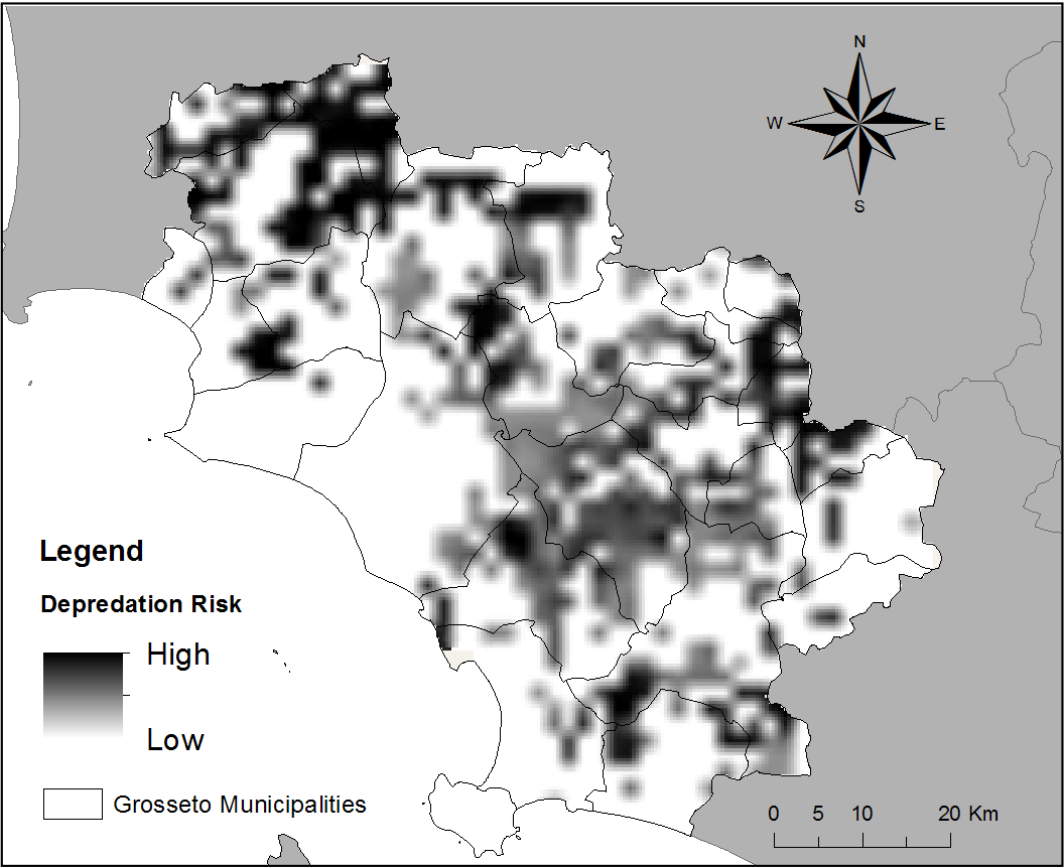 N
W E
S
Legend
Depredation Risk
High
Low
Grosseto Municipalities
0 5 10 20 Km